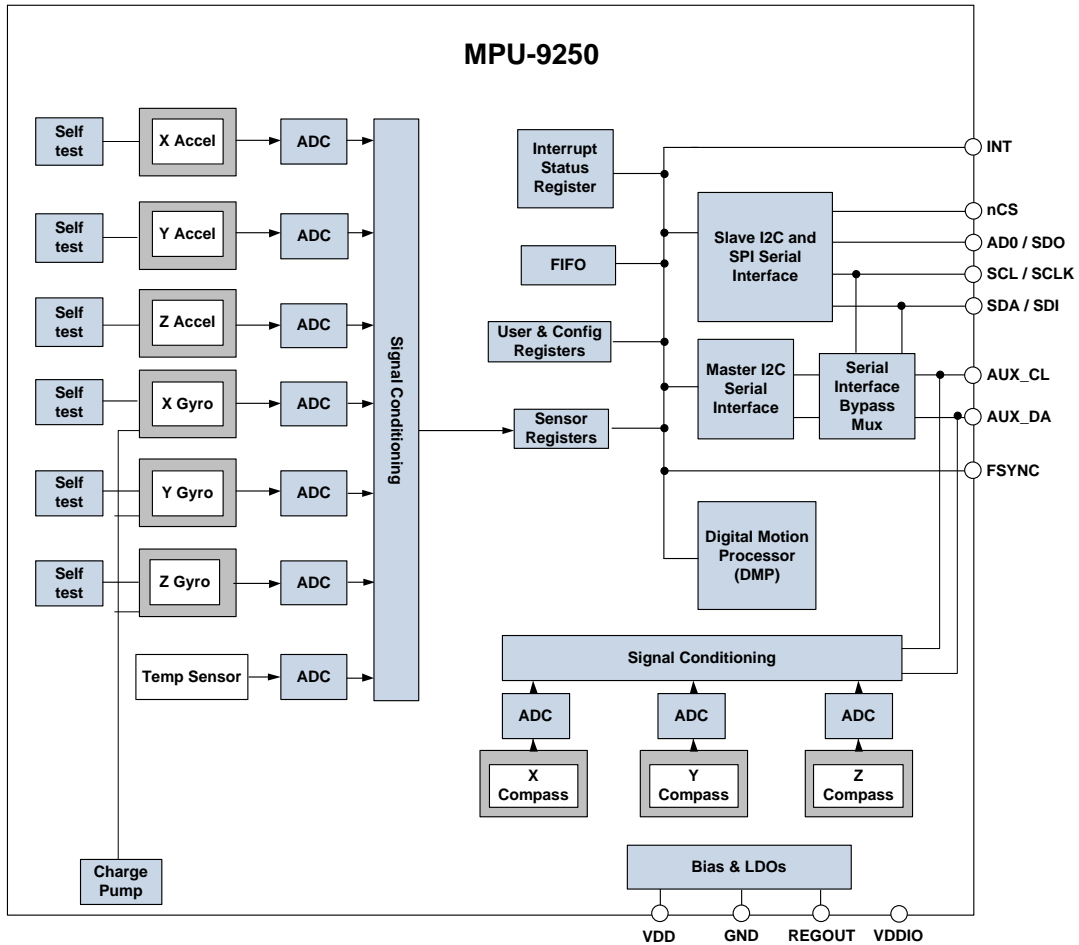 MPU-9250
Self
test
X Accel
ADC
Self
test
Y Accel
ADC
Self
test
Z Accel
ADC
Self
test
X Gyro
ADC
Self
test
Y Gyro
ADC
Self
test
Z Gyro
ADC
Temp Sensor
ADC
Signal Conditioning
Charge
Pump
Interrupt
Status
Register
FIFO
User & Config
Registers
Sensor
Registers
Slave I2C and
SPI Serial
Interface
Master I2C
Serial
Interface
Serial
Interface
Bypass
Mux
Digital Motion
Processor
(DMP)
INT
nCS
AD0 / SDO
SCL / SCLK
SDA / SDI
AUX_CL
AUX_DA
FSYNC
Signal Conditioning
ADC
ADC
ADC
X
Compass
Y
Compass
Z
Compass
Bias & LDOs
VDD
GND
REGOUT
VDDIO